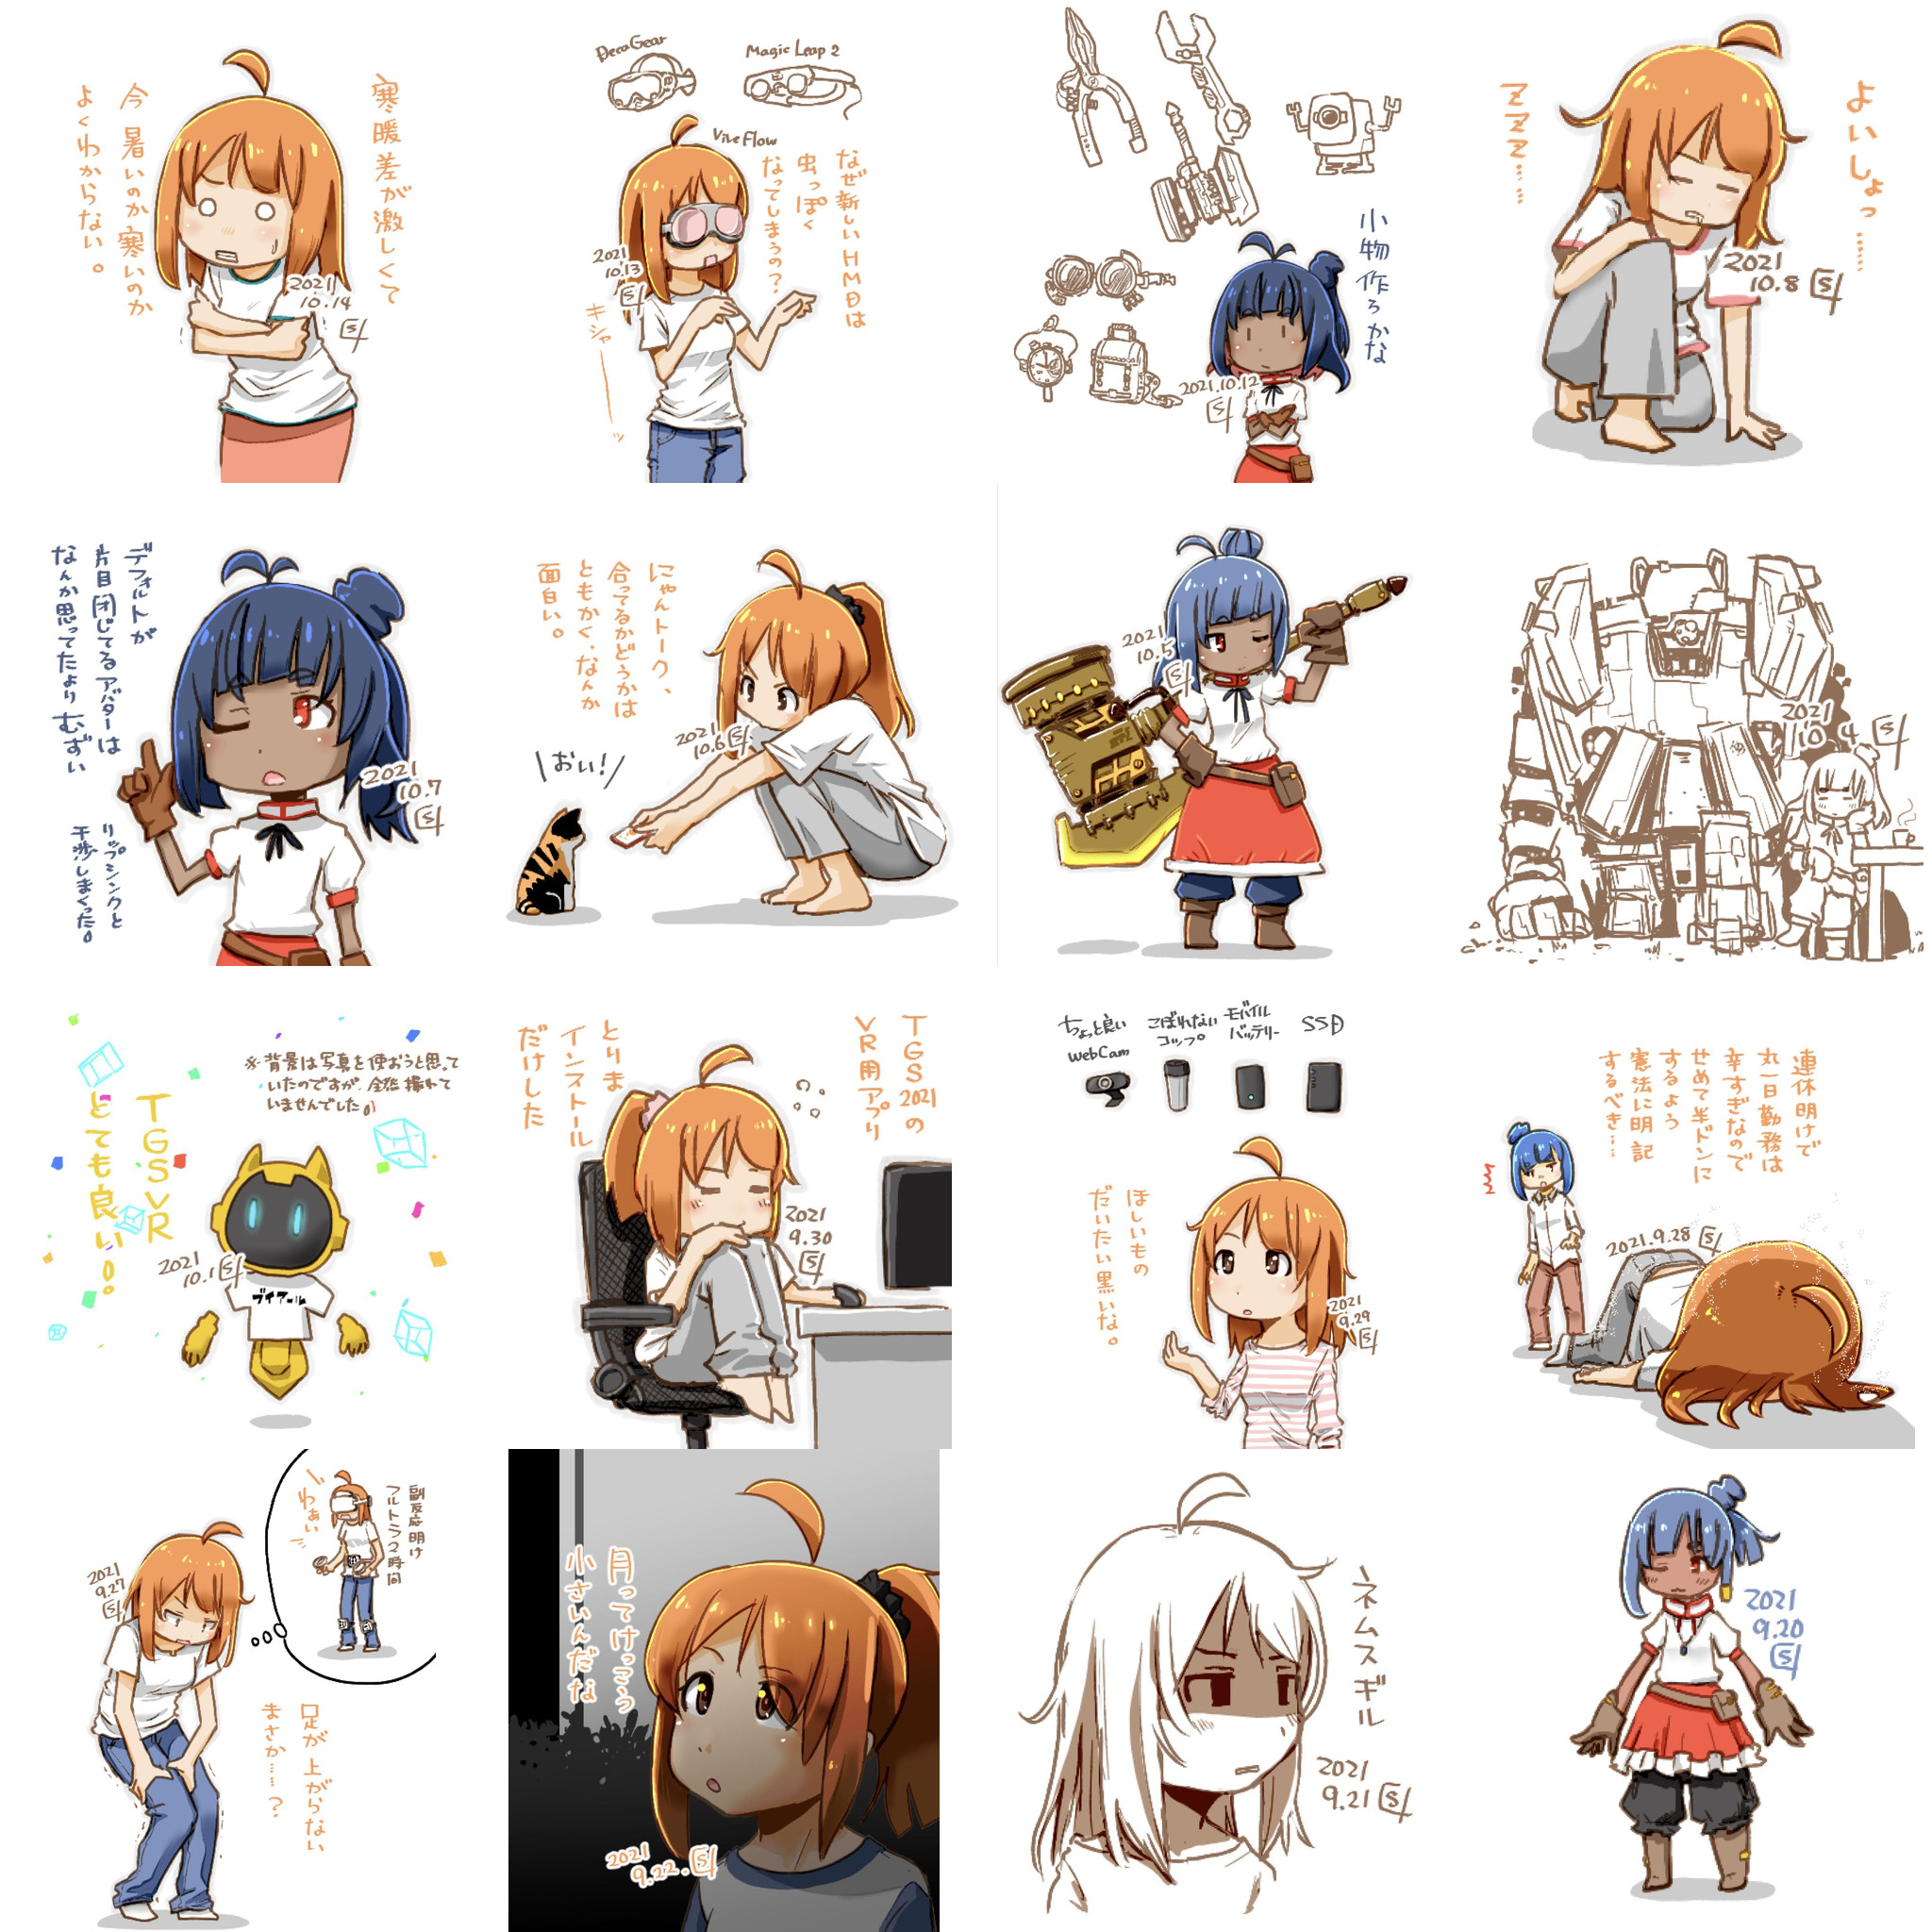 寒暖差が激しくて
今暑いのか寒いのか
よくわからない。
2021
10.14
DecaGear
Magic Leap 2
Vive Flow
なぜ新しいHMDは
虫っぽく
なってしまうの?
キシャーーッ
2021
10.13
小物作ろかな
2021.10.12
よいしょっ……
ZZZZ……
2021
10.8
デフォルトが
片目閉じてるアバターは
なんか思ってたよりむずい
リップシンクと
干渉しまくった。
2021
10.7
にゃんトーク、
合ってるかどうかは
ともかく、なんか
面白い。
\おい!/
2021
10.6
2021
10.5
2021
10.4
※背景は写真を使おうと思って
いたのですが、全然撮れて
いませんでした。
TGSVR
とても良い!。
2021
10.1
ブイアール
TGS2021の
VR用アプリ
とりま
インストール
だけした
2021
9.30
ちょっと良い
WebCam
こぼれない
コップ
モバイル
バッテリー
SSD
ほしいもの
だいたい黒いな。
2021
9.29
連休明けで
丸一日勤務は
辛すぎなので
せめて半ドンに
するよう
憲法に明記
するべき…
2021.9.28
副反応明け
フルトラ2時間
わぁい
2021
9.27
足が上がらない
まさか……?
月ってけっこう
小さいんだな
2021
9.22.
ネムスギル
2021
9.21
2021
9.20